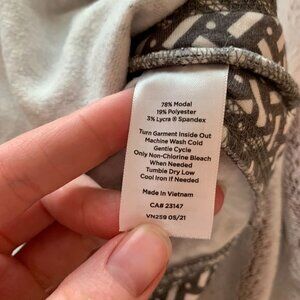 78% Modal
19% Polyester
3% Lycra ® Spandex
Turn Garment Inside Out
Machine Wash Cold
Gentle Cycle
Only Non-Chlorine Bleach
When Needed
Tumble Dry Low
Cool Iron If Needed
Made In Vietnam
CA# 23147
VN259 05/21